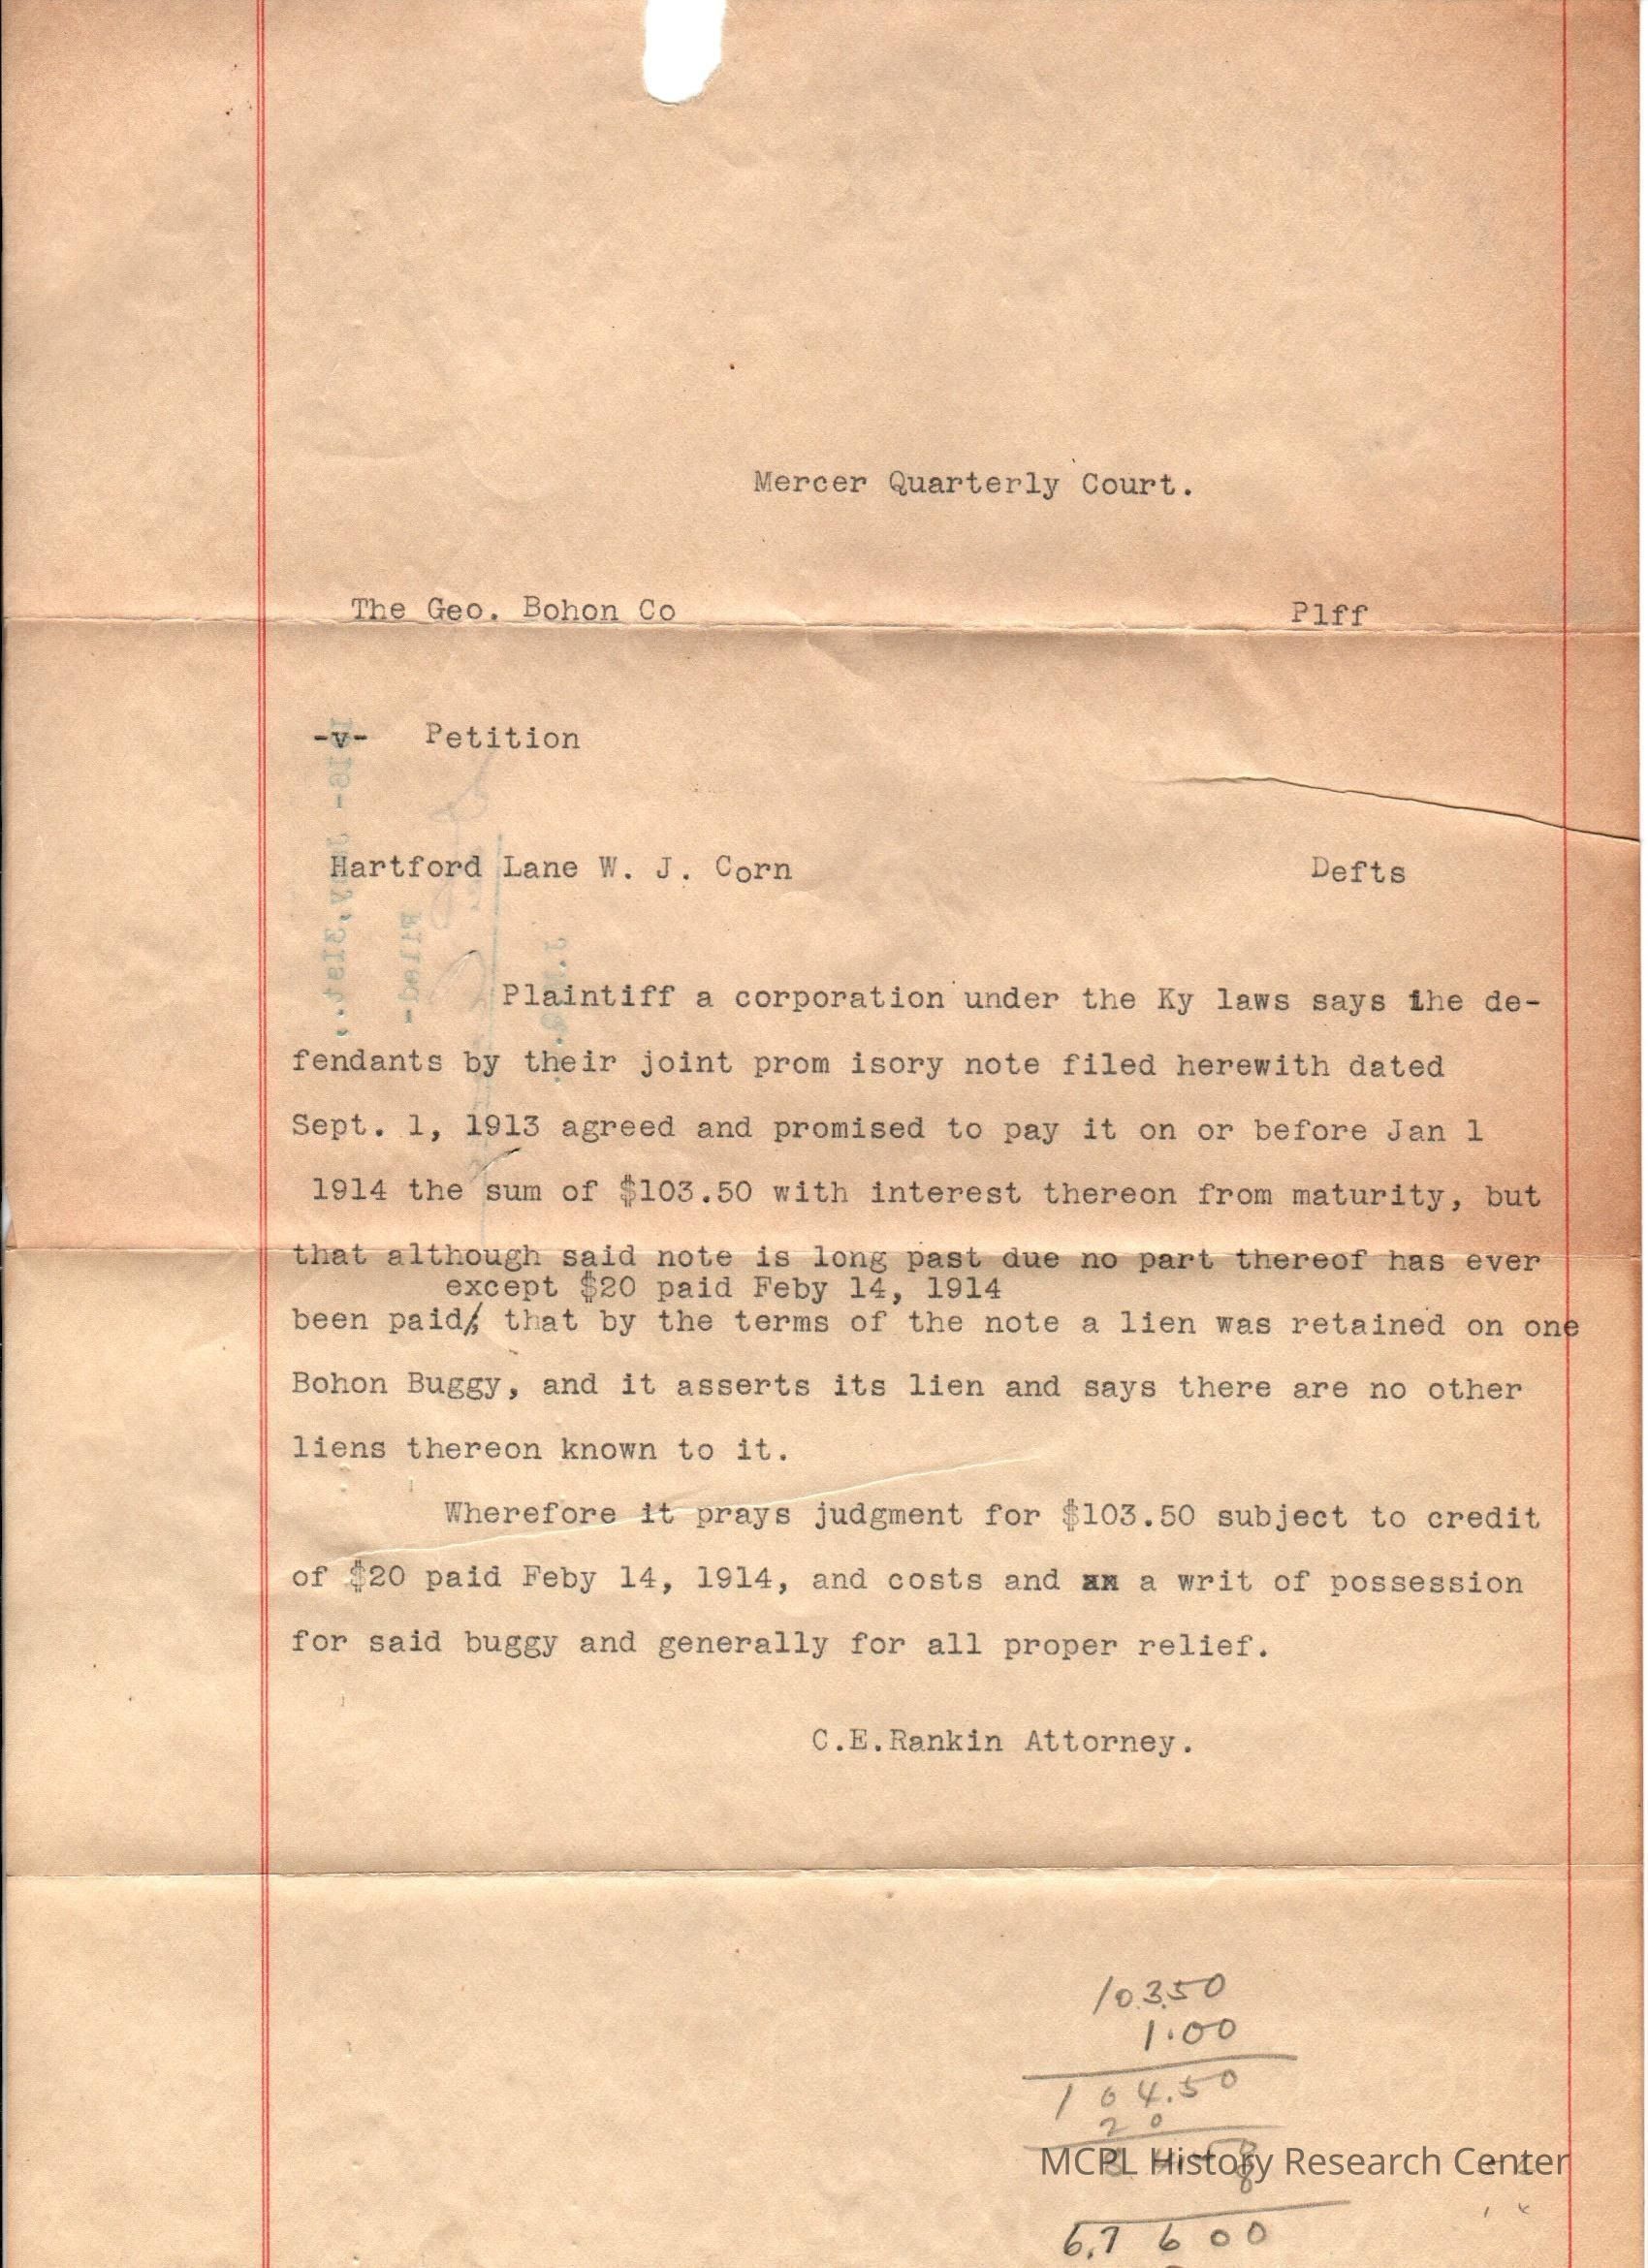 Mercer Quarterly Court.
The Geo. Bohon Co Plff
-v- Petition
Hartford Lane W. J. Corn Defts
Plaintiff a corporation under the Ky laws says the de-
fendants by their joint prom isory note filed herewith dated
Sept. 1, 1913 agreed and promised to pay it on or before Jan 1
1914 the sum of $103.50 with interest thereon from maturity, but
that although said note is long past due no part thereof has ever
except $20 paid Feby 14, 1914
been paid; that by the terms of the note a lien was retained on one
Bohon Buggy, and it asserts its lien and says there are no other
liens thereon known to it.
Wherefore it prays judgment for $103.50 subject to credit
of $20 paid Feby 14, 1914, and costs and an a writ of possession
for said buggy and generally for all proper relief.
C.E.Rankin Attorney.
103.50
1.00
104.50
20
MCPL History Research Center
6,7 6 0 0